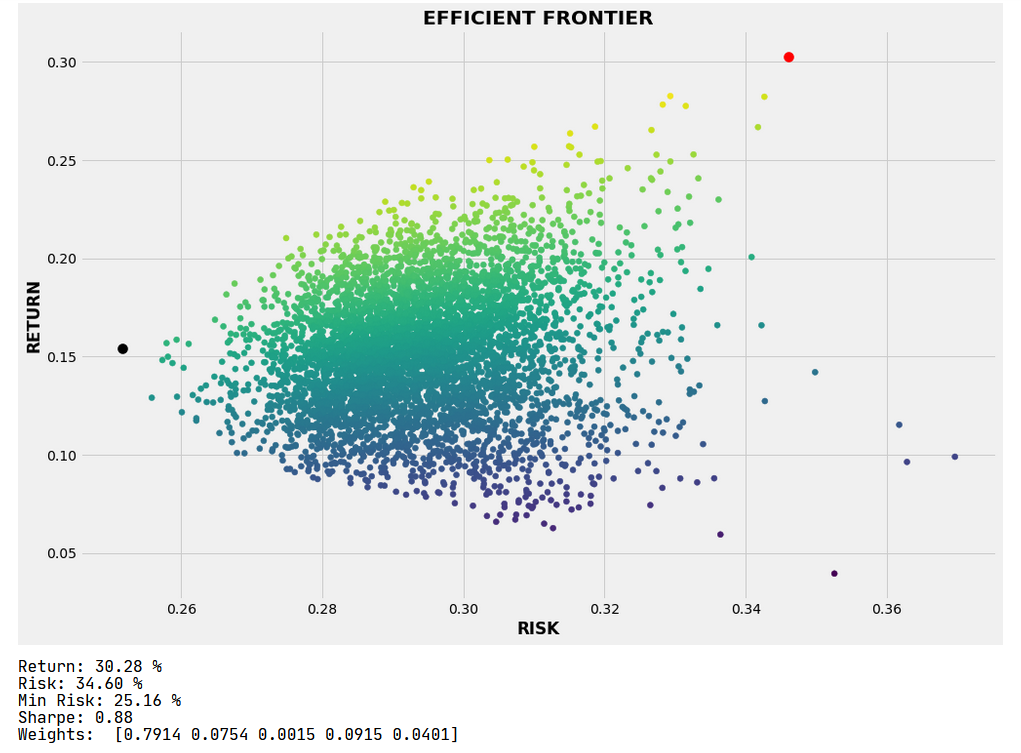 EFFICIENT FRONTIER
0.30
0.25
0.20
0.15
0.10
0.05
RETURN
0.26 0.28 0.30 0.32 0.34 0.36
RISK
Return: 30.28 %
Risk: 34.60 %
Min Risk: 25.16 %
Sharpe: 0.88
Weights:  [0.7914 0.0754 0.0015 0.0915 0.0401]